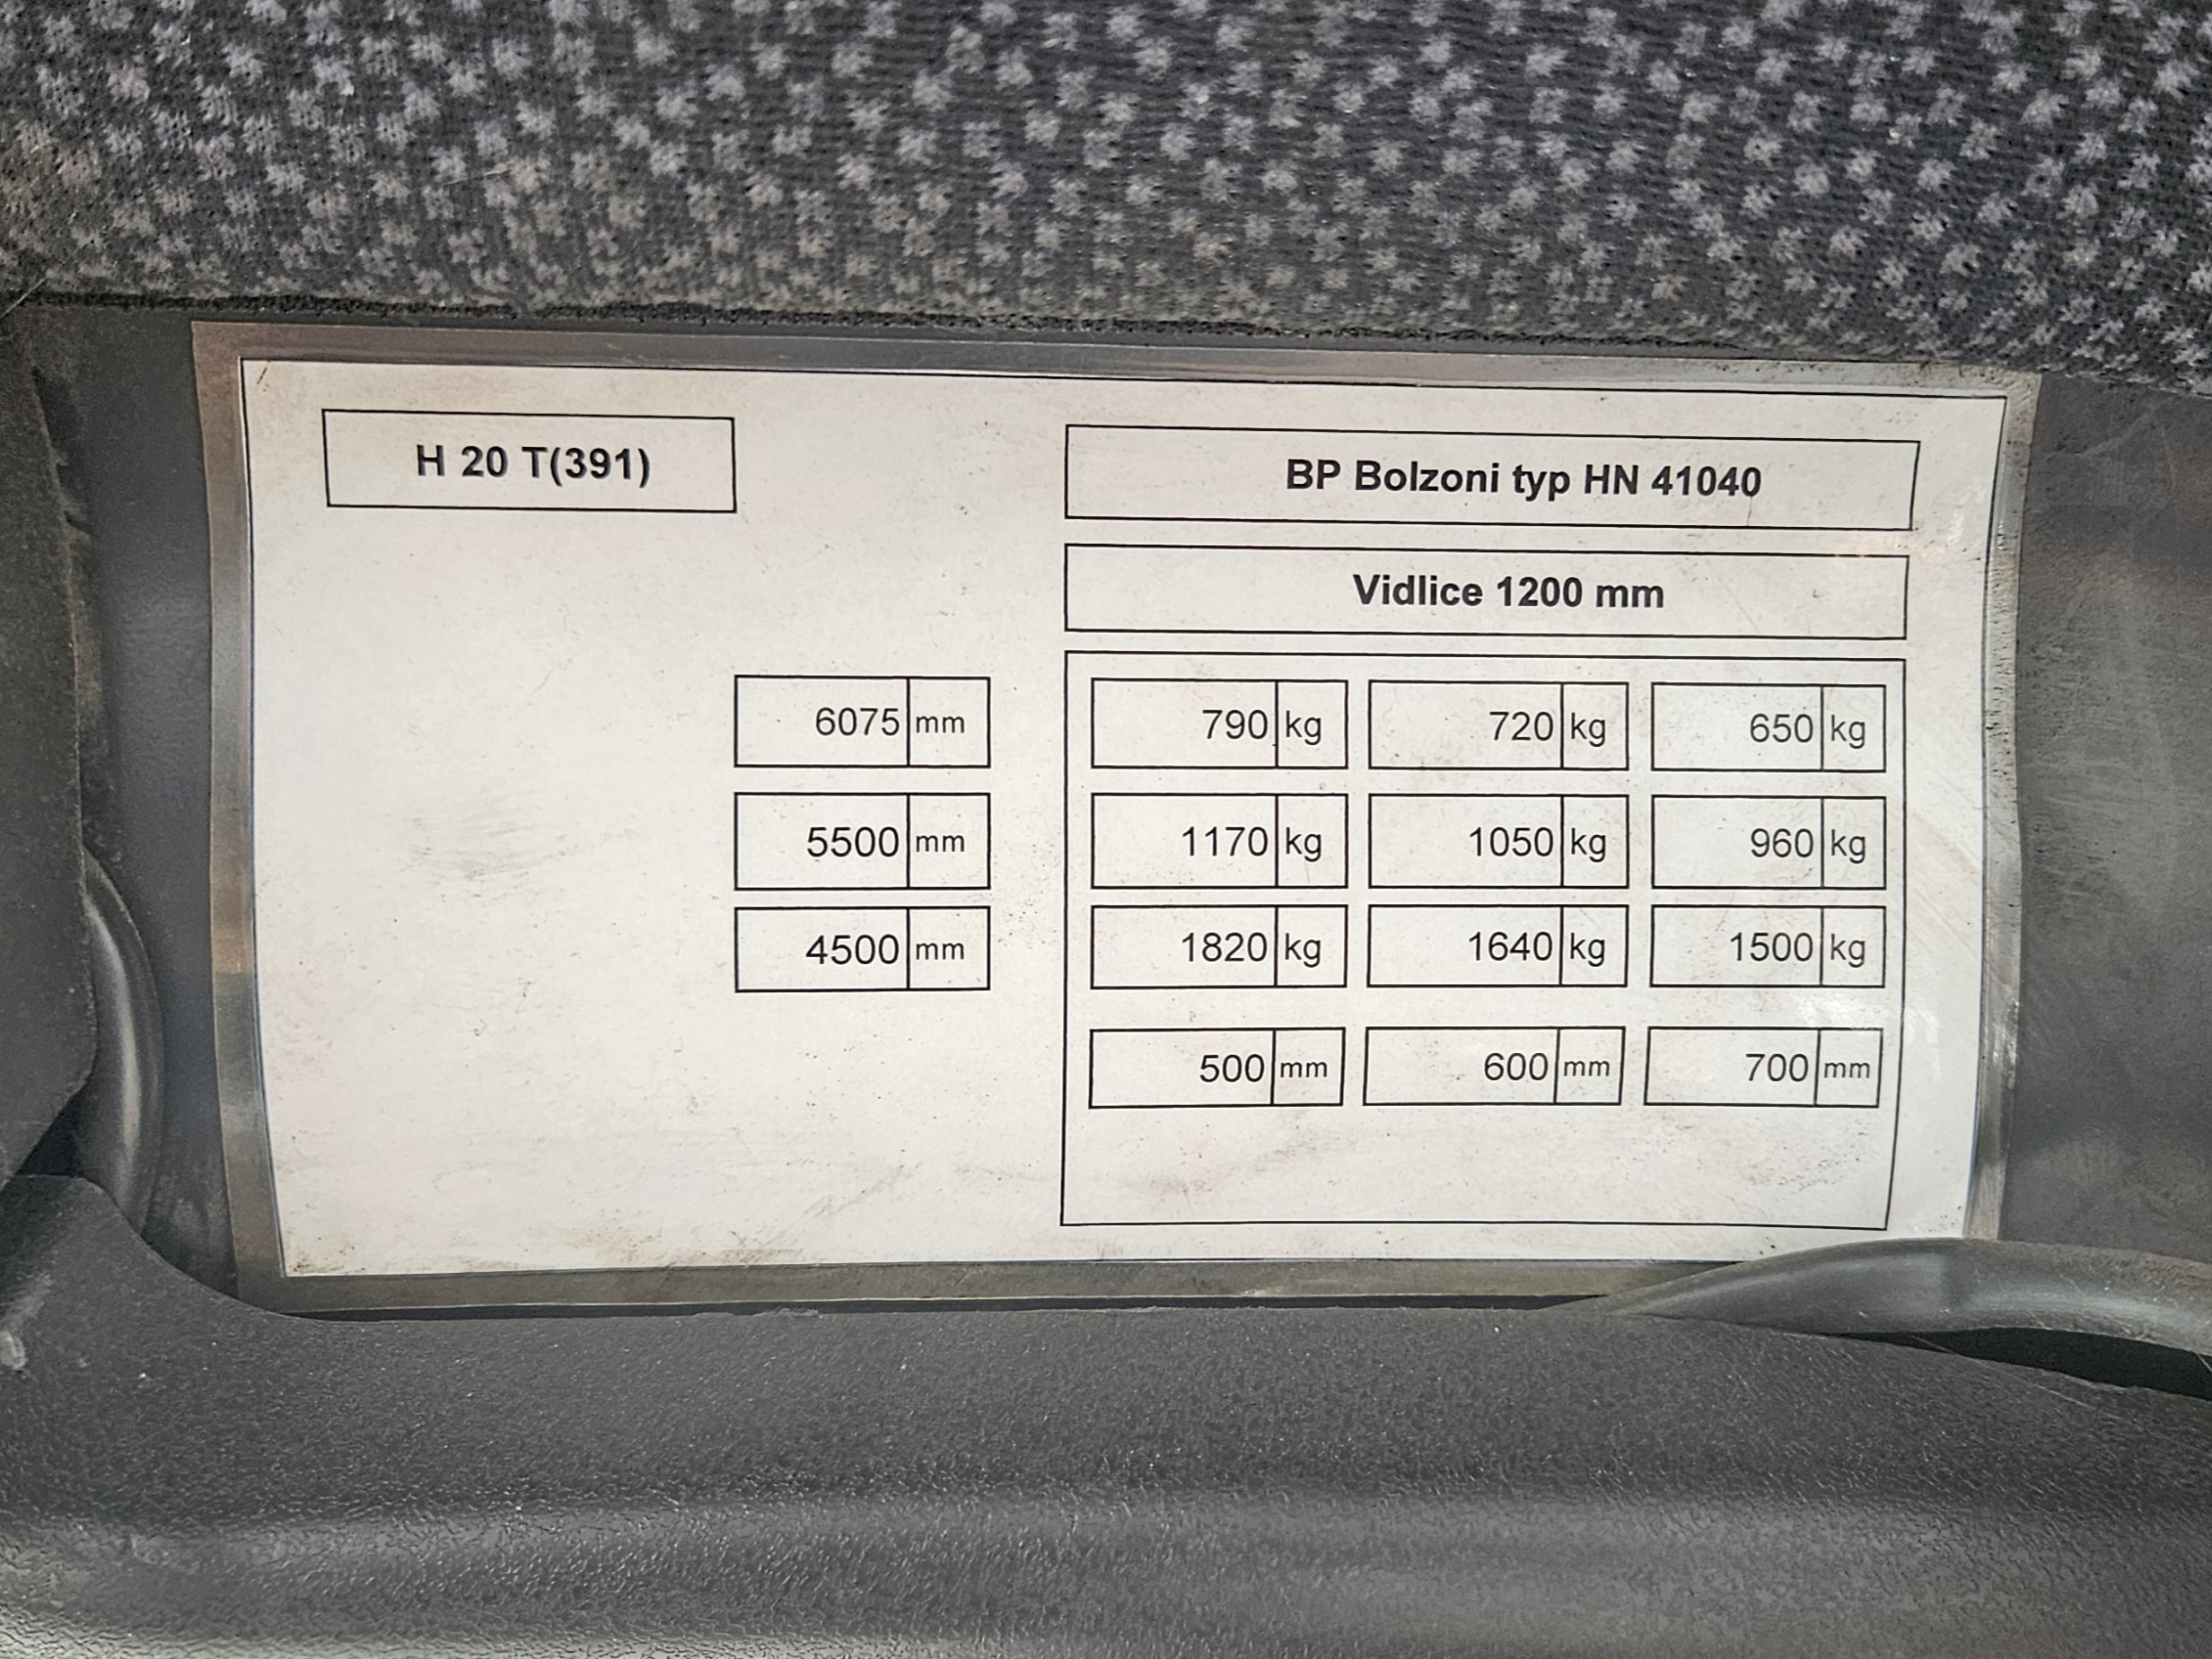 H 20 T(391)
BP Bolzoni typ HN 41040
Vidlice 1200 mm
6075 mm 790 kg 720 kg 650 kg
5500 mm 1170 kg 1050 kg 960 kg
4500 mm 1820 kg 1640 kg 1500 kg
500 mm 600 mm 700 mm